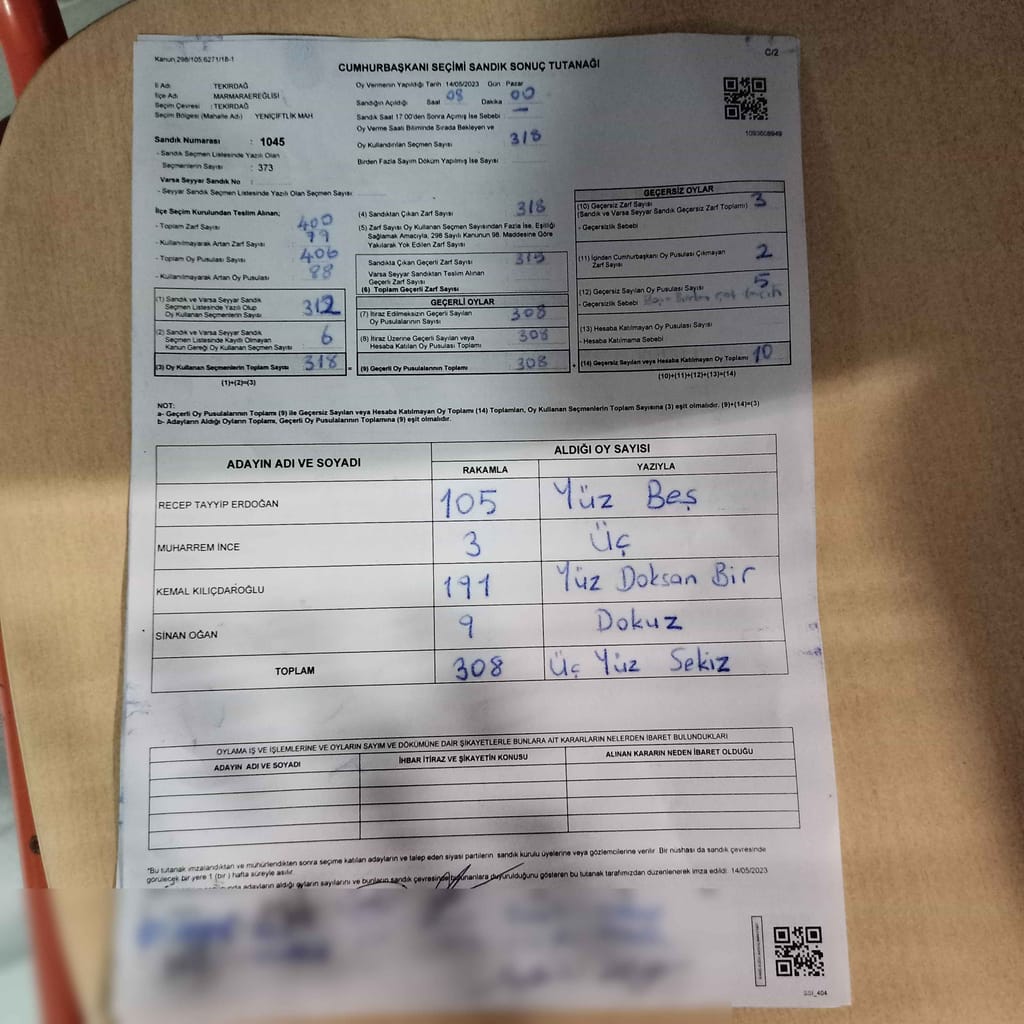 Kanun 298/105,6271/18-1
C/2
CUMHURBAŞKANI SEÇİMİ SANDIK SONUÇ TUTANAĞI
İl Adı : TEKİRDAĞ
İlçe Adı : MARMARAEREĞLİSİ
Seçim Çevresi : TEKİRDAĞ
Seçim Bölgesi (Mahalle Adı) : YENİÇİFTLİK MAH
Sandık Numarası : 1045
- Sandık Seçmen Listesinde Yazılı Olan
Seçmenlerin Sayısı : 373
Varsa Seyyar Sandık No :
- Seyyar Sandık Seçmen Listesinde Yazılı Olan Seçmen Sayısı
Oy Vermenin Yapıldığı Tarih 14/05/2023 Gün : Pazar
Sandığın Açıldığı Saat 08 Dakika 00
Sandık Saat 17:00'den Sonra Açılmış İse Sebebi : —
Oy Verme Saati Bitiminde Sırada Bekleyen ve
Oy Kullandırılan Seçmen Sayısı 318
Birden Fazla Sayım Döküm Yapılmış İse Sayısı
1093608949
İlçe Seçim Kurulundan Teslim Alınan;
- Toplam Zarf Sayısı 400
- Kullanılmayarak Artan Zarf Sayısı 79
- Toplam Oy Pusulası Sayısı 406
- Kullanılmayarak Artan Oy Pusulası 88
(1) Sandık ve Varsa Seyyar Sandık
Seçmen Listesinde Yazılı Olup
Oy Kullanan Seçmenlerin Sayısı 312
(2) Sandık ve Varsa Seyyar Sandık
Seçmen Listesinde Kaydı Olmayan
Kanun Gereği Oy Kullanan Seçmen Sayısı 6
(3) Oy Kullanan Seçmenlerin Toplam Sayısı 318 =
(1)+(2)=(3)
(4) Sandıktan Çıkan Zarf Sayısı 318
(5) Zarf Sayısı Oy Kullanan Seçmen Sayısından Fazla İse, Eşitliği
Sağlamak Amacıyla, 298 Sayılı Kanunun 98. Maddesine Göre
Yakılarak Yok Edilen Zarf Sayısı
Sandıkta Çıkan Geçerli Zarf Sayısı 315
Varsa Seyyar Sandıktan Teslim Alınan
Geçerli Zarf Sayısı
(6) Toplam Geçerli Zarf Sayısı
GEÇERLİ OYLAR
(7) İtiraz Edilmeksizin Geçerli Sayılan
Oy Pusulalarının Sayısı 308
(8) İtiraz Üzerine Geçerli Sayılan veya
Hesaba Katılan Oy Pusulası Toplamı 308
(9) Geçerli Oy Pusulalarının Toplamı 308 +
GEÇERSİZ OYLAR
(10) Geçersiz Zarf Sayısı 3
(Sandık ve Varsa Seyyar Sandık Geçersiz Zarf Toplamı)
- Geçersizlik Sebebi
(11) İçinden Cumhurbaşkanı Oy Pusulası Çıkmayan
Zarf Sayısı 2
(12) Geçersiz Oy Pusulası Sayısı 5
- Geçersizlik Sebebi
(13) Hesaba Katılmayan Oy Pusulası Sayısı
- Hesaba Katılmama Sebebi
(14) Geçersiz Sayılan veya Hesaba Katılmayan Oy Toplamı 10
(10)+(11)+(12)+(13)=(14)
NOT:
a- Geçerli Oy Pusulalarının Toplamı (9) ile Geçersiz Sayılan veya Hesaba Katılmayan Oy Toplamı (14) Toplamları, Oy Kullanan Seçmenlerin Toplam Sayısına (3) eşit olmalıdır. (9)+(14)=(3)
b- Adayların Aldığı Oyların Toplamı, Geçerli Oy Pusulalarının Toplamına (9) eşit olmalıdır.
ADAYIN ADI VE SOYADI
ALDIĞI OY SAYISI
RAKAMLA YAZIYLA
RECEP TAYYİP ERDOĞAN 105 Yüz Beş
MUHARREM İNCE 3 Üç
KEMAL KILIÇDAROĞLU 191 Yüz Doksan Bir
SİNAN OĞAN 9 Dokuz
TOPLAM 308 Üç Yüz Sekiz
OYLAMA İŞ VE İŞLEMLERİNE VE OYLARIN SAYIM VE DÖKÜMÜNE DAİR ŞİKAYETLERLE BUNLARA AİT KARARLARIN NELERDEN İBARET BULUNDUKLARI
ADAYIN ADI VE SOYADI İHBAR İTİRAZ VE ŞİKAYETİN KONUSU ALINAN KARARIN NEDEN İBARET OLDUĞU
*Bu tutanak imzalandıktan ve mühürlendikten sonra seçime katılan adayların ve talep eden siyasi partilerin sandık kurulu üyelerine veya gözlemcilerine verilir. Bir nüshası da sandık çevresinde
görülecek bir yere 1 (bir) hafta süreyle asılır.
adayların aldığı oyların sayılarını ve bunların sandık çevresinde bulunanlara duyurulduğunu gösteren bu tutanak tarafımızdan düzenlenerek imza edildi. 14/05/2023